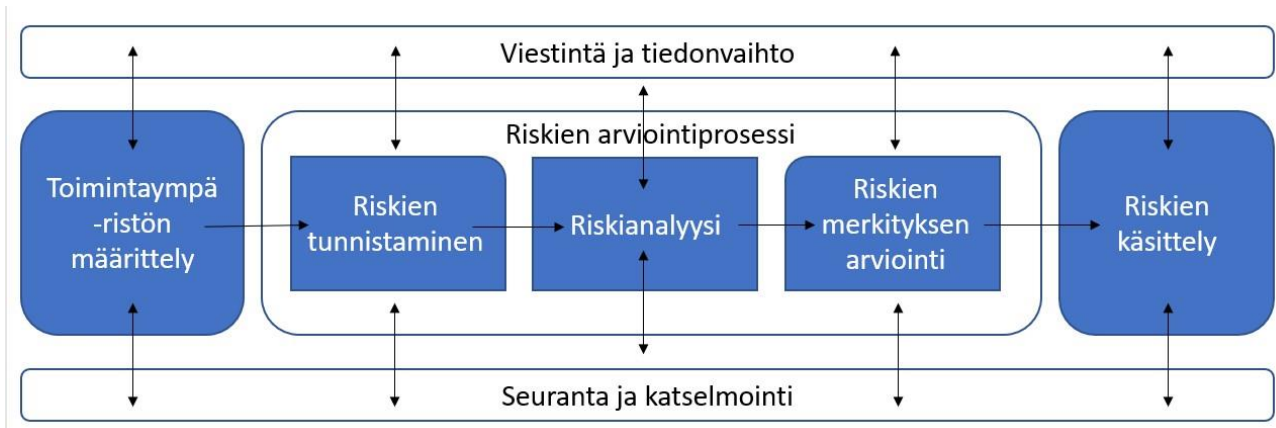 Viestintä ja tiedonvaihto
Riskien arviointiprosessi
Toimintaympä
-ristön
määrittely
Riskien
tunnistaminen
Riskianalyysi
Riskien
merkityksen
arviointi
Riskien
käsittely
Seuranta ja katselmointi